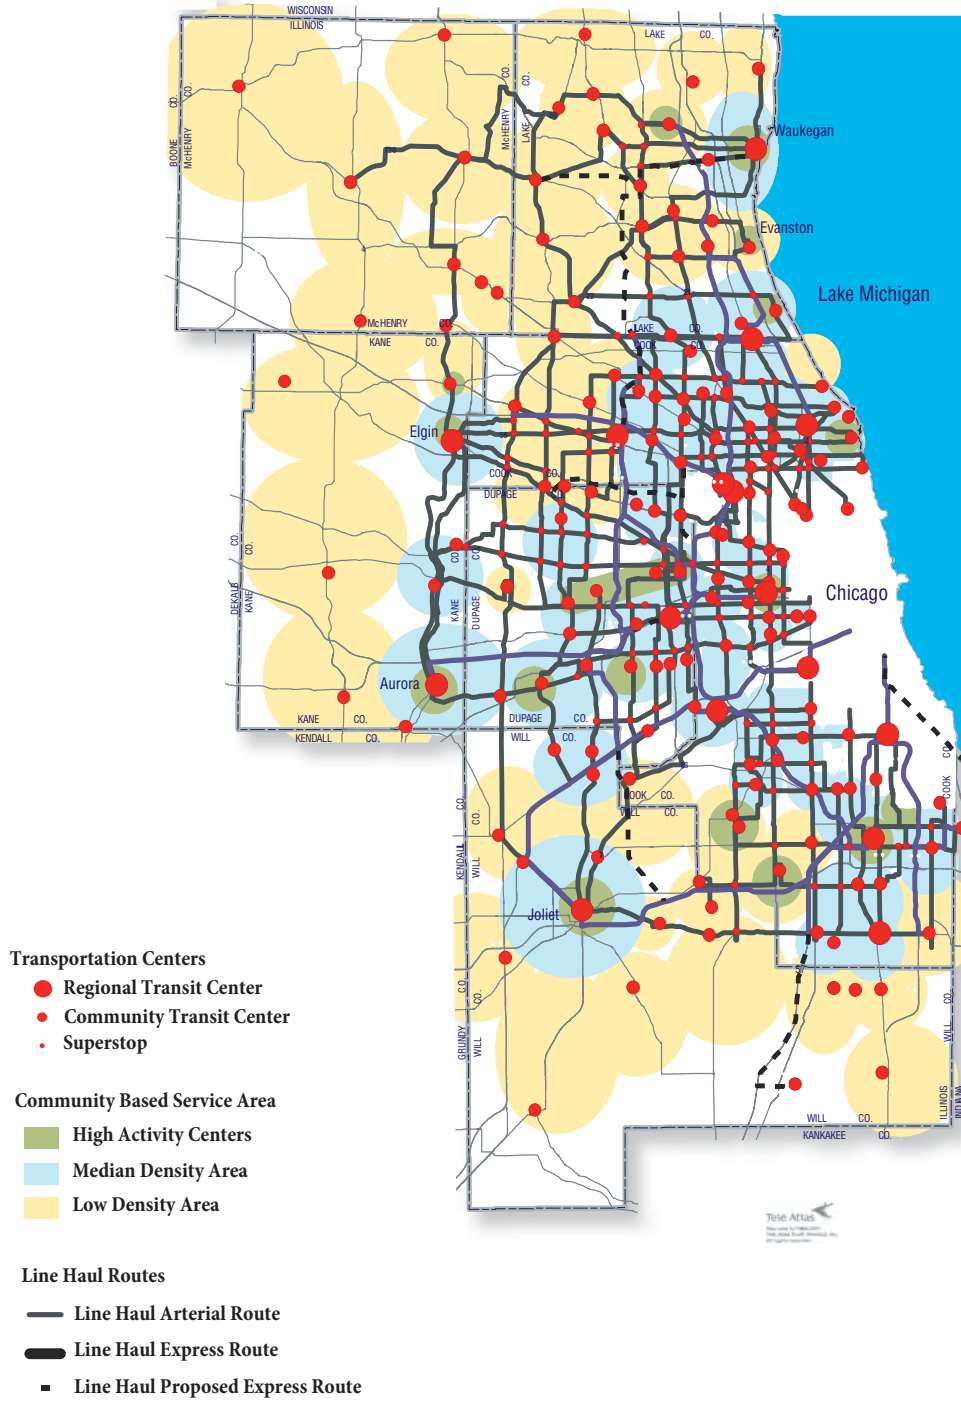 WISCONSIN
ILLINOIS
LAKE CO.
BOONE CO.
McHENRY CO.
McHENRY CO.
LAKE CO.
Waukegan
Evanston
Lake Michigan
McHENRY CO.
KANE CO.
LAKE CO.
COOK CO.
Elgin
COOK CO.
DUPAGE CO.
DEKALB CO.
KANE CO.
KANE CO.
DUPAGE CO.
Chicago
Aurora
KANE CO.
KENDALL CO.
DUPAGE CO.
WILL CO.
COOK CO.
WILL CO.
COOK CO.
KENDALL CO.
WILL CO.
Joliet
GRUNDY CO.
WILL CO.
WILL CO.
ILLINOIS
INDIANA
WILL CO.
KANKAKEE CO.
Tele Atlas
Transportation Centers
Regional Transit Center
Community Transit Center
Superstop
Community Based Service Area
High Activity Centers
Median Density Area
Low Density Area
Line Haul Routes
Line Haul Arterial Route
Line Haul Express Route
Line Haul Proposed Express Route